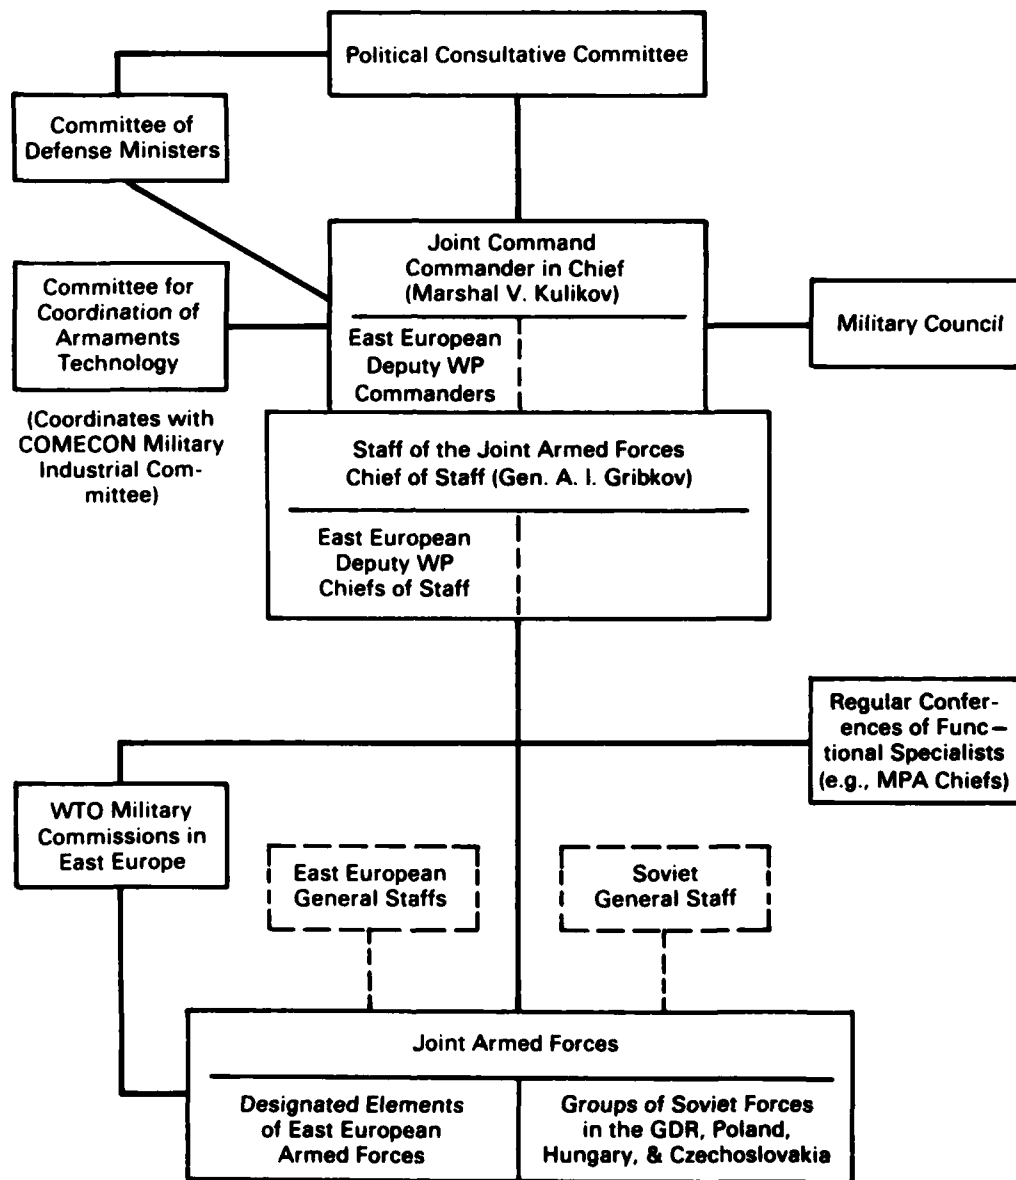 Political Consultative Committee
Committee of
Defense Ministers
Joint Command
Commander in Chief
(Marshal V. Kulikov)
East European
Deputy WP
Commanders
Committee for
Coordination of
Armaments
Technology
(Coordinates with
COMECON Military
Industrial Com-
mittee)
Military Council
Staff of the Joint Armed Forces
Chief of Staff (Gen. A. I. Gribkov)
East European
Deputy WP
Chiefs of Staff
Regular Confer-
ences of Func-
tional Specialists
(e.g., MPA Chiefs)
WTO Military
Commissions in
East Europe
East European
General Staffs
Soviet
General Staff
Joint Armed Forces
Designated Elements
of East European
Armed Forces
Groups of Soviet Forces
in the GDR, Poland,
Hungary, & Czechoslovakia